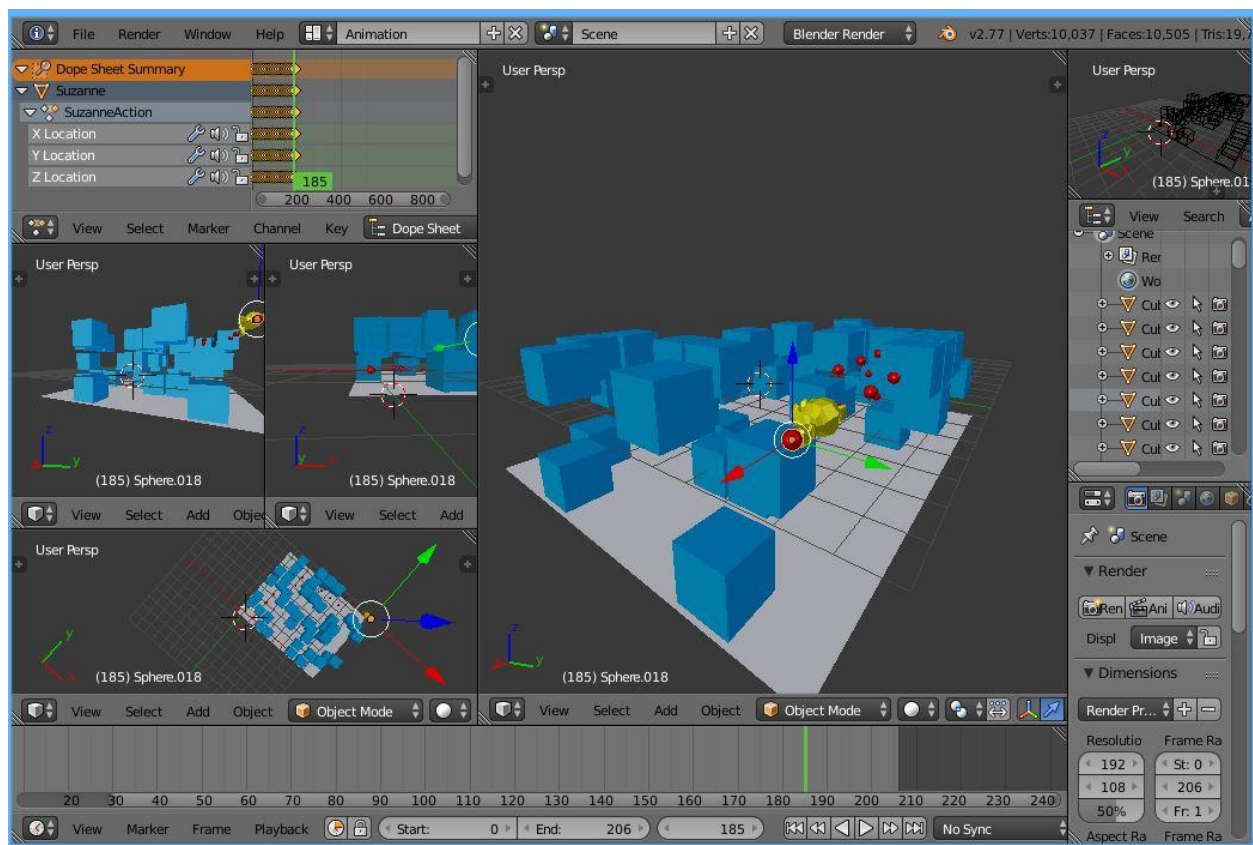 File Render Window Help Animation Scene Blender Render v2.77 | Verts:10,037 | Faces:10,505 | Tris:19,
Dope Sheet Summary
Suzanne
SuzanneAction
X Location
Y Location
Z Location
185
200 400 600 800
View Select Marker Channel Key Dope Sheet
User Persp
(185) Sphere.018
View Select Add Objec
User Persp
(185) Sphere.018
View Select Add
User Persp
(185) Sphere.018
View Select Add Object Object Mode
User Persp
(185) Sphere.018
View Select Add Object Object Mode
User Persp
(185) Sphere.01
View Search
Scene
Rer
Wo
Cul
Cul
Cul
Cul
Cul
Cul
Cul
Scene
Render
Ren Ani Audi
Displ Image
Dimensions
Render Pr...
Resolutio Frame Ra
192 St: 0
108 206
50% Fr: 1
Aspect Ra Frame Ra
20 30 40 50 60 70 80 90 100 110 120 130 140 150 160 170 180 190 200 210 220 230 240
View Marker Frame Playback Start: 0 End: 206 185 No Sync